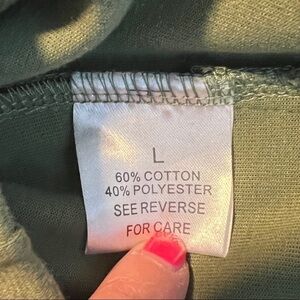 L
60% COTTON
40% POLYESTER
SEE REVERSE
FOR CARE